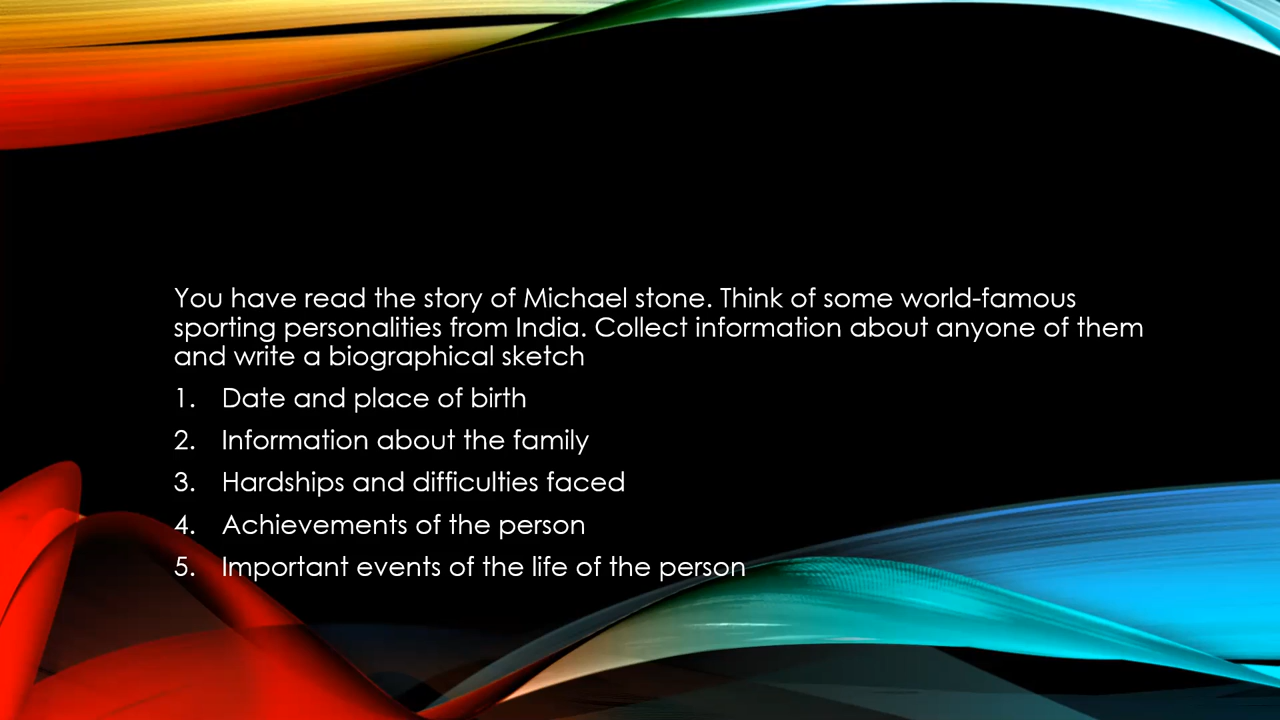 You have read the story of Michael stone. Think of some world-famous
sporting personalities from India. Collect information about anyone of them
and write a biographical sketch
1. Date and place of birth
2. Information about the family
3. Hardships and difficulties faced
4. Achievements of the person
5. Important events of the life of the person